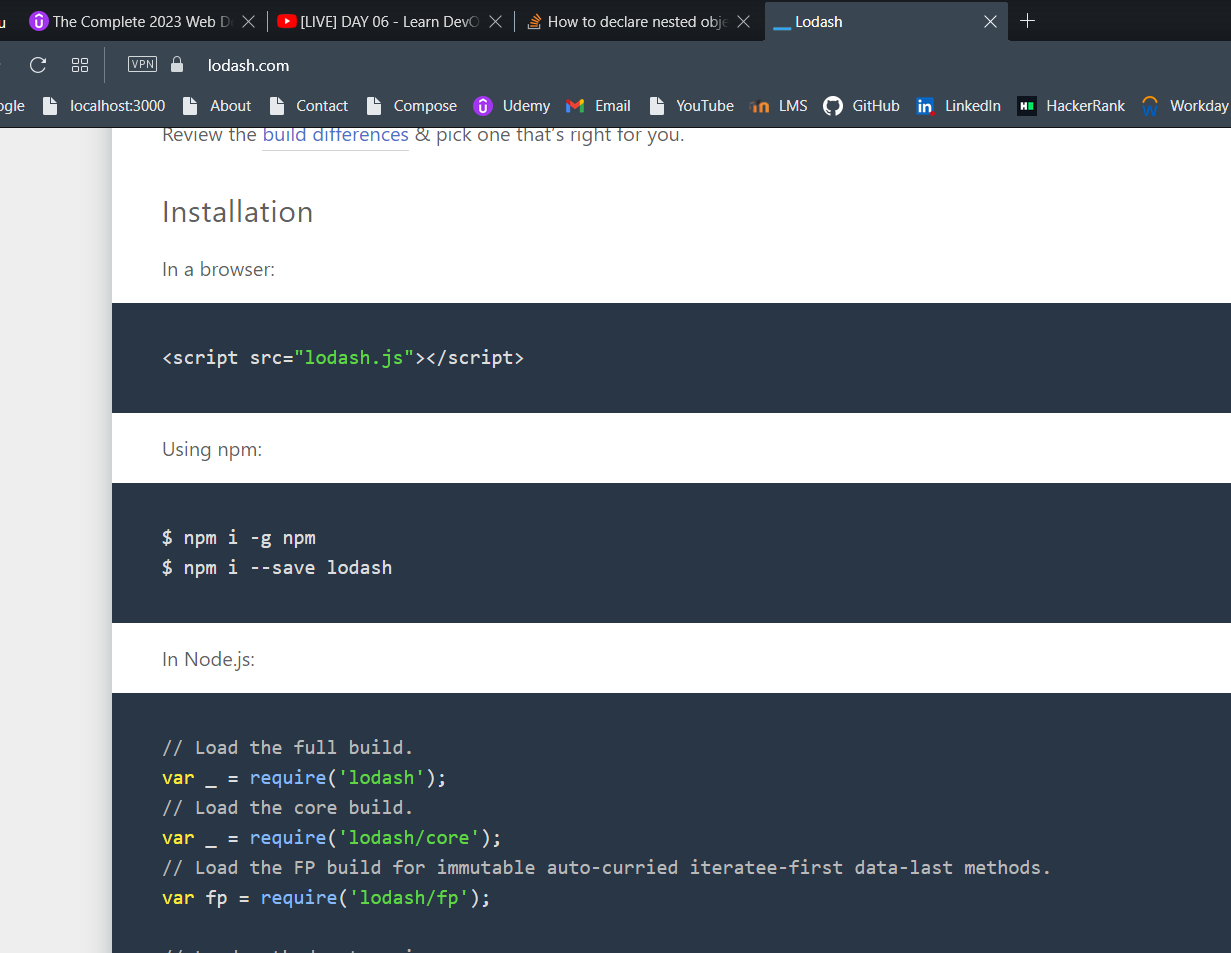 u
The Complete 2023 Web D
[LIVE] DAY 06 - Learn DevO
How to declare nested obje
Lodash
VPN
lodash.com
ogle
localhost:3000
About
Contact
Compose
Udemy
Email
YouTube
LMS
GitHub
LinkedIn
HackerRank
Workday
Review the build differences & pick one that's right for you.
Installation
In a browser:
<script src="lodash.js"></script>
Using npm:
$ npm i -g npm
$ npm i --save lodash
In Node.js:
// Load the full build.
var _ = require('lodash');
// Load the core build.
var _ = require('lodash/core');
// Load the FP build for immutable auto-curried iteratee-first data-last methods.
var fp = require('lodash/fp');